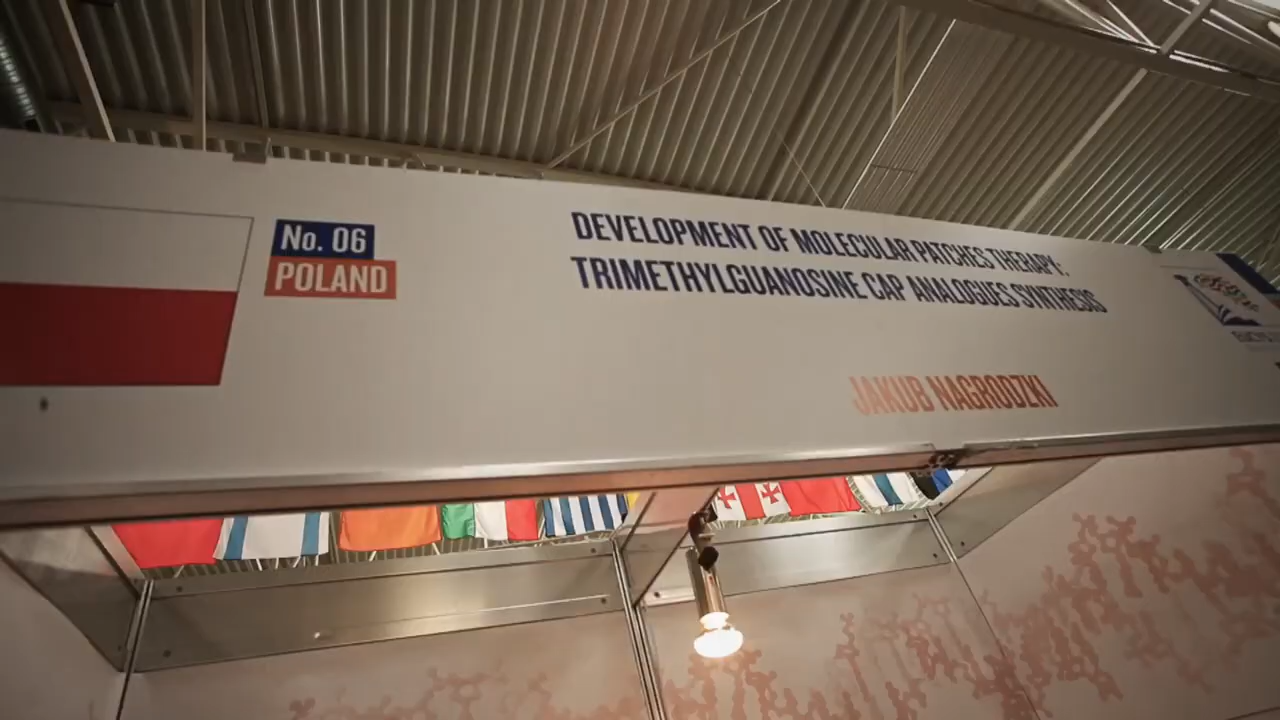 No. 06
POLAND
DEVELOPMENT OF MOLECULAR PATCHES THERAPY:
TRIMETHYLGUANOSINE CAP ANALOGUES SYNTHESIS
JAKUB NAGRODZKI